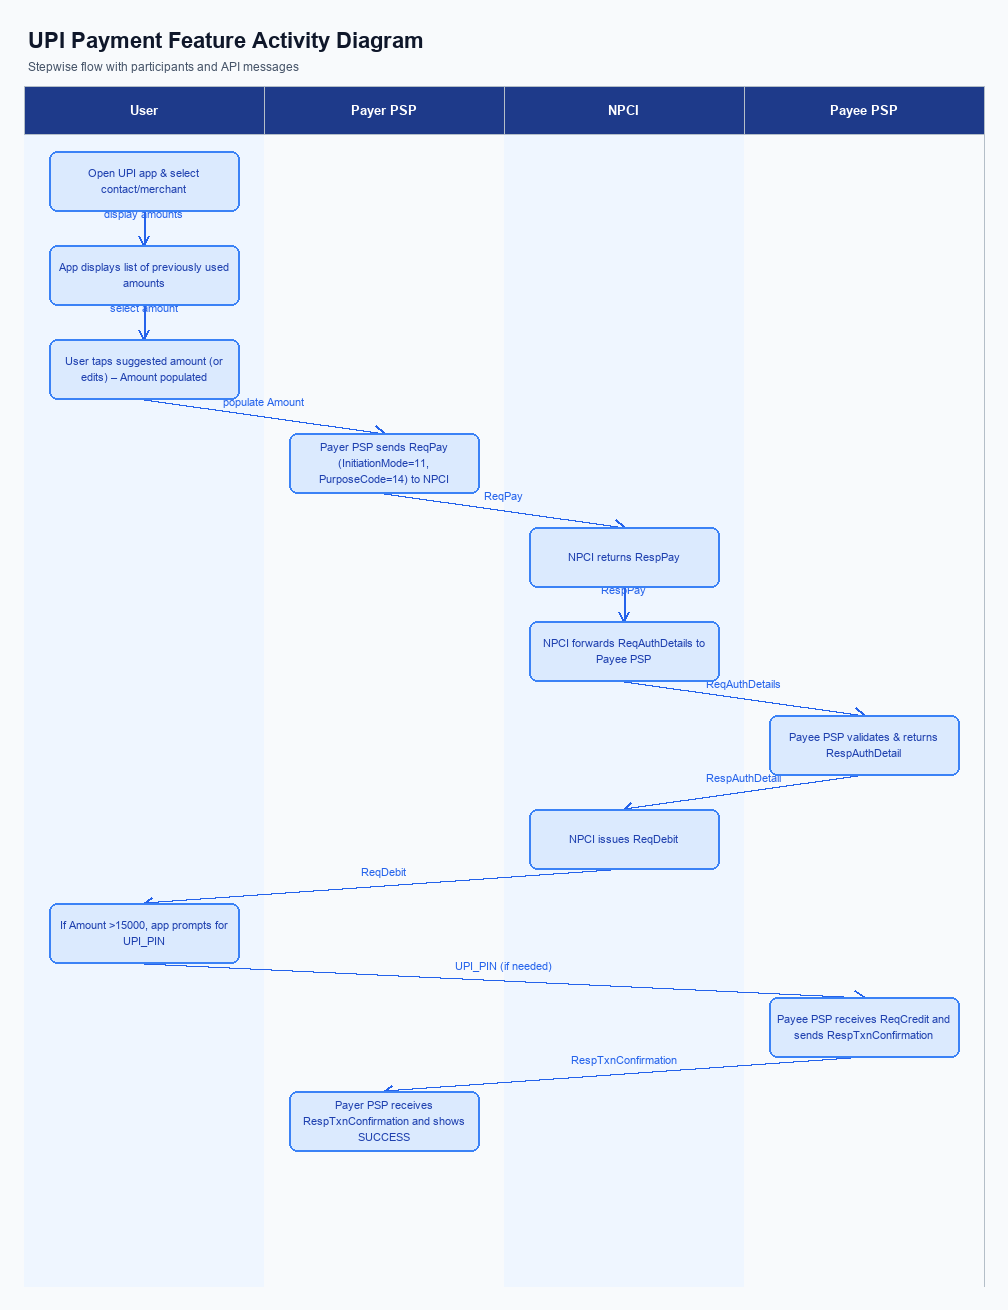 UPI Payment Feature Activity Diagram
Stepwise flow with participants and API messages
User
Payer PSP
NPCI
Payee PSP
Open UPI app & select
contact/merchant
display amounts
App displays list of previously used
amounts
select amount
User taps suggested amount (or
edits) – Amount populated
populate Amount
Payer PSP sends ReqPay
(InitiationMode=11,
PurposeCode=14) to NPCI
ReqPay
NPCI returns RespPay
RespPay
NPCI forwards ReqAuthDetails to
Payee PSP
ReqAuthDetails
Payee PSP validates & returns
RespAuthDetail
RespAuthDetail
NPCI issues ReqDebit
ReqDebit
If Amount >15000, app prompts for
UPI_PIN
UPI_PIN (if needed)
Payee PSP receives ReqCredit and
sends RespTxnConfirmation
RespTxnConfirmation
Payer PSP receives
RespTxnConfirmation and shows
SUCCESS